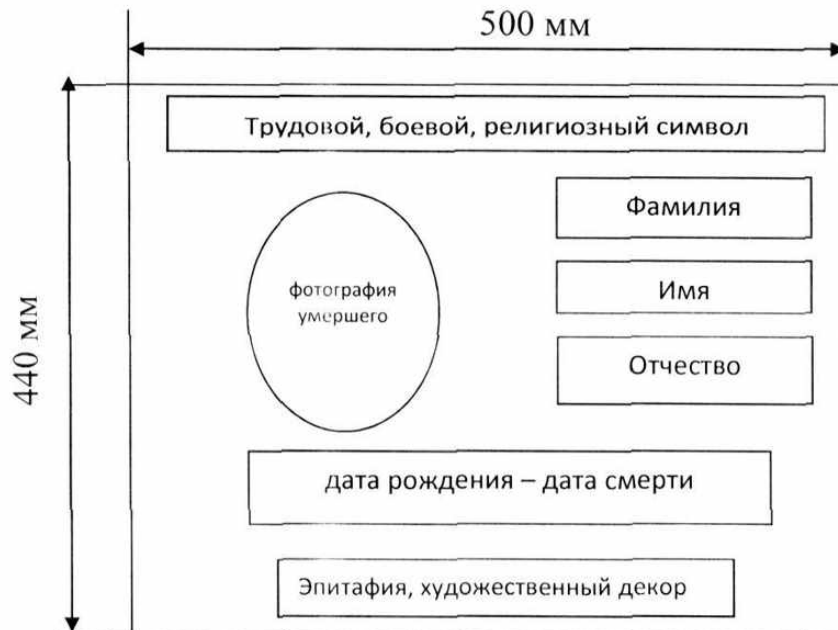 500 мм
Трудовой, боевой, религиозный символ
Фамилия
фотография
умершего
Имя
Отчество
440 мм
дата рождения – дата смерти
Эпитафия, художественный декор